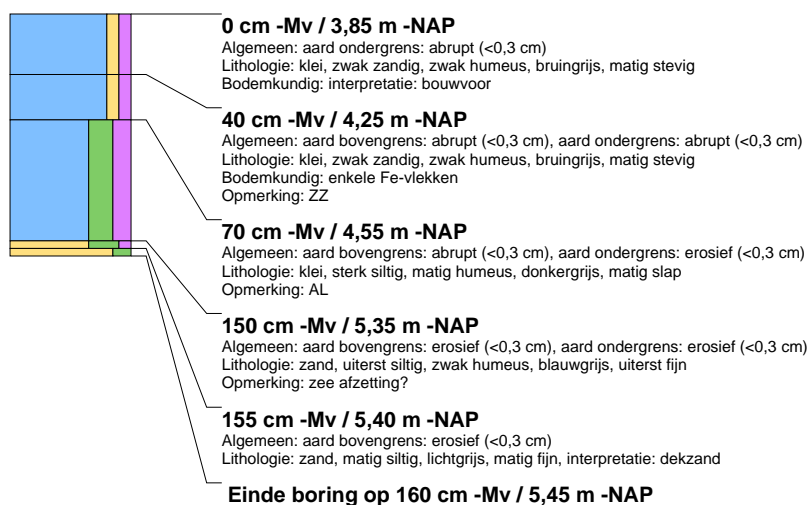 0 cm -Mv / 3,85 m -NAP
Algemeen: aard ondergrens: abrupt (<0,3 cm)
Lithologie: klei, zwak zandig, zwak humeus, bruingrijs, matig stevig
Bodemkundig: interpretatie: bouwvoor
40 cm -Mv / 4,25 m -NAP
Algemeen: aard bovengrens: abrupt (<0,3 cm), aard ondergrens: abrupt (<0,3 cm)
Lithologie: klei, zwak zandig, zwak humeus, bruingrijs, matig stevig
Bodemkundig: enkele Fe-vlekken
Opmerking: ZZ
70 cm -Mv / 4,55 m -NAP
Algemeen: aard bovengrens: abrupt (<0,3 cm), aard ondergrens: erosief (<0,3 cm)
Lithologie: klei, sterk siltig, matig humeus, donkergrijs, matig slap
Opmerking: AL
150 cm -Mv / 5,35 m -NAP
Algemeen: aard bovengrens: erosief (<0,3 cm), aard ondergrens: erosief (<0,3 cm)
Lithologie: zand, uiterst siltig, zwak humeus, blauwgrijs, uiterst fijn
Opmerking: zee afzetting?
155 cm -Mv / 5,40 m -NAP
Algemeen: aard bovengrens: erosief (<0,3 cm)
Lithologie: zand, matig siltig, lichtgrijs, matig fijn, interpretatie: dekzand
Einde boring op 160 cm -Mv / 5,45 m -NAP